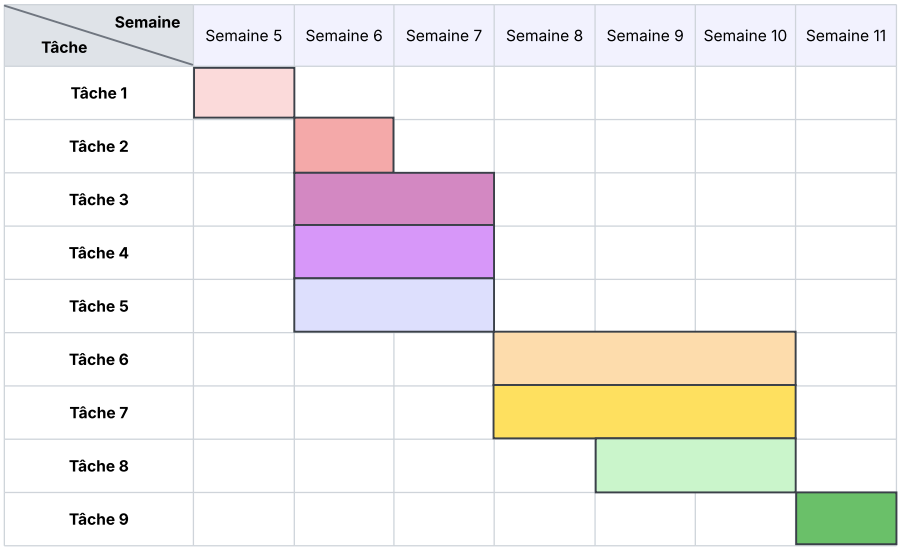 Semaine
Tâche
Semaine 5
Semaine 6
Semaine 7
Semaine 8
Semaine 9
Semaine 10
Semaine 11
Tâche 1
Tâche 2
Tâche 3
Tâche 4
Tâche 5
Tâche 6
Tâche 7
Tâche 8
Tâche 9